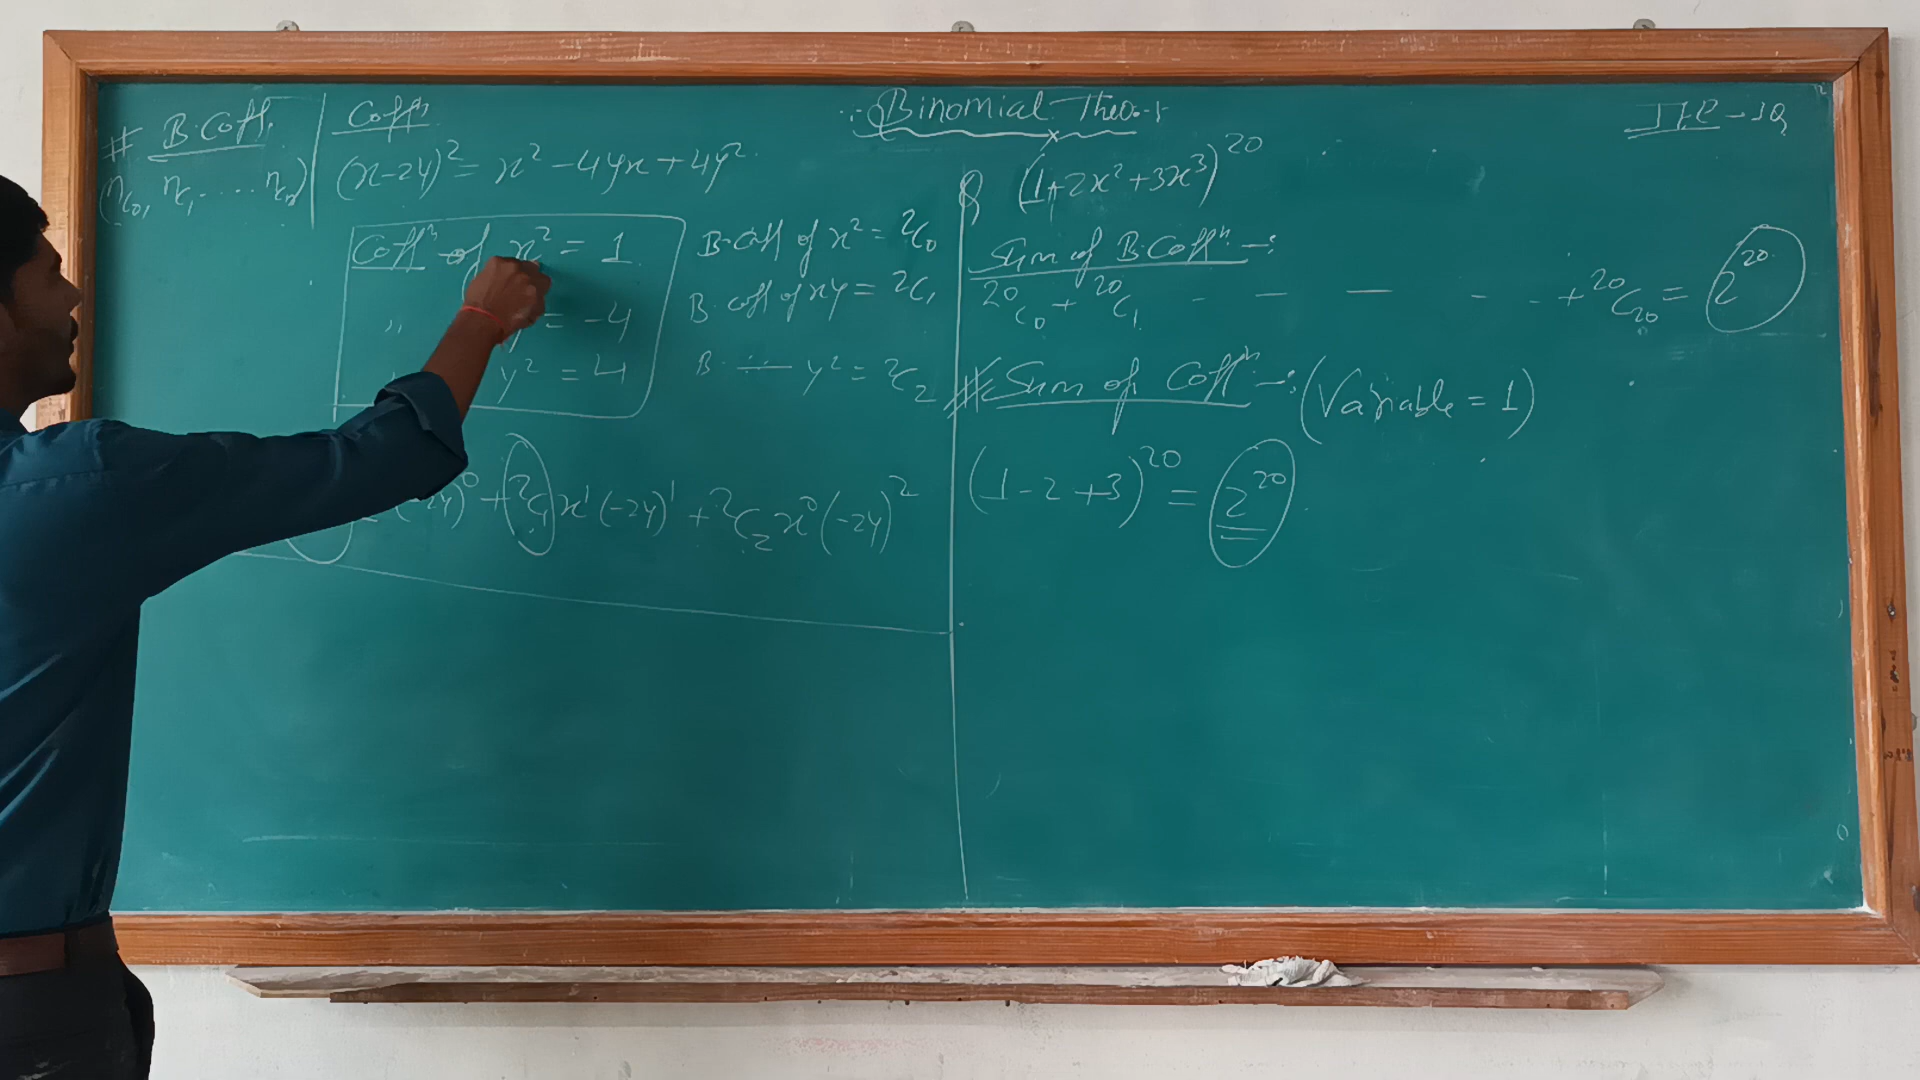 Binomial Theo
# B.Coff.
(ⁿC₀, ⁿC₁, .... ⁿCₙ)
Coffⁿ
(x-2y)² = x² - 4yx + 4y²
Coffⁿ of x² = 1
,, y = -4
,, y² = 4
B.Coff of x² = ²C₀
B.Coff of xy = ²C₁
B. — y² = ²C₂
(-2y)⁰ + ²C₁ x¹ (-2y)¹ + ²C₂ x⁰ (-2y)²
Q (1+2x²+3x³)²⁰
Sum of B.Coffⁿ -:
²⁰C₀ + ²⁰C₁ - - — - - + ²⁰C₂₀ = 2²⁰
# Sum of Coffⁿ -: (Variable = 1)
(1-2+3)²⁰ = 2²⁰